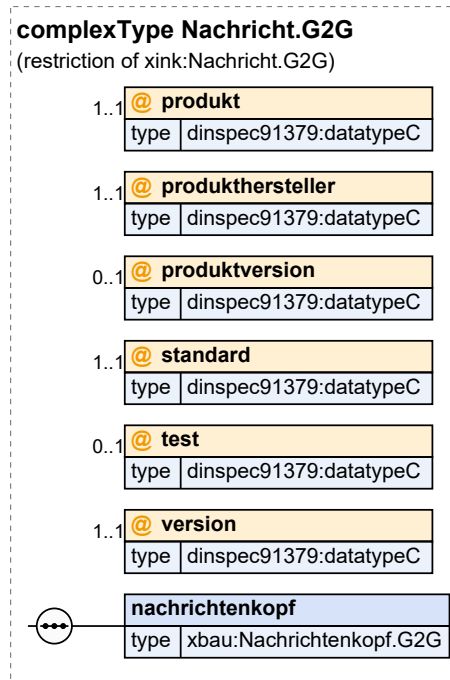 complexType Nachricht.G2G
(restriction of xink:Nachricht.G2G)
1..1 @ produkt
type dinspec91379:datatypeC
1..1 @ produkthersteller
type dinspec91379:datatypeC
0..1 @ produktversion
type dinspec91379:datatypeC
1..1 @ standard
type dinspec91379:datatypeC
0..1 @ test
type dinspec91379:datatypeC
1..1 @ version
type dinspec91379:datatypeC
nachrichtenkopf
type xbau:Nachrichtenkopf.G2G